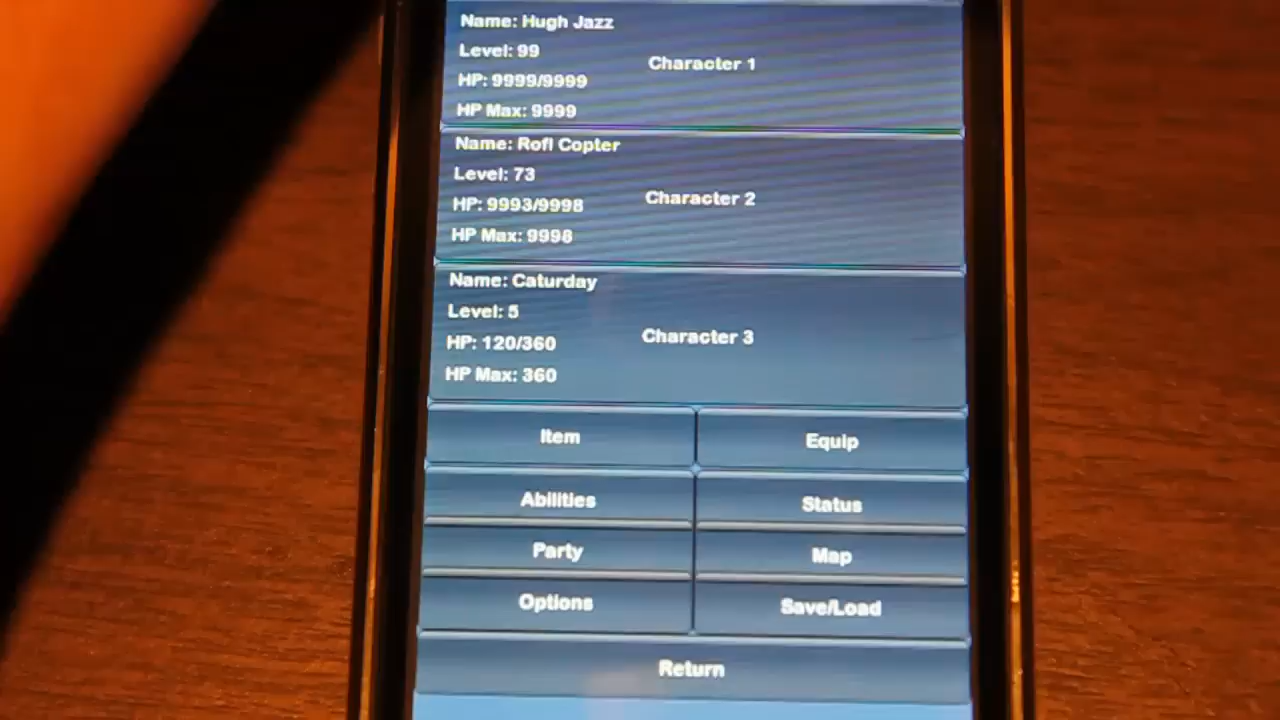 Name: Hugh Jazz
Level: 99
Character 1
HP: 9999/9999
HP Max: 9999
Name: Rofl Copter
Level: 73
Character 2
HP: 9993/9998
HP Max: 9998
Name: Caturday
Level: 5
Character 3
HP: 120/360
HP Max: 360
Item
Equip
Abilities
Status
Party
Map
Options
Save/Load
Return